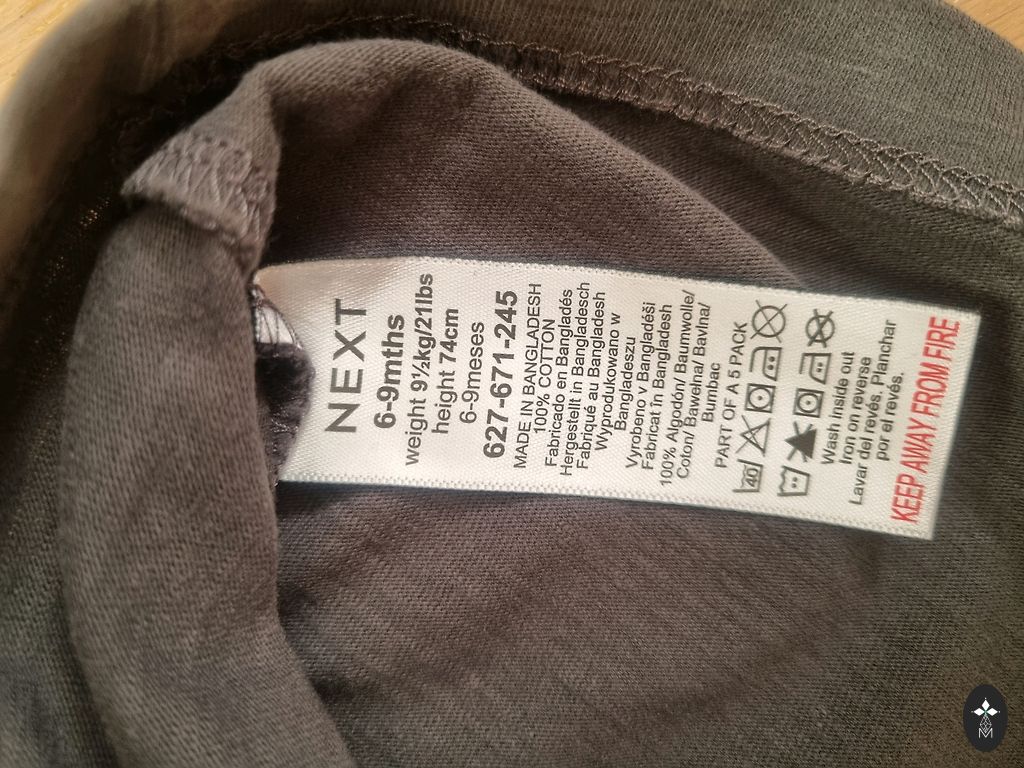 NEXT
6-9mths
weight 9½kg/21lbs
height 74cm
6-9meses
627-671-245
MADE IN BANGLADESH
100% COTTON
Fabricado en Bangladés
Hergestellt in Bangladesch
Fabriqué au Bangladesh
Wyprodukowano w
Bangladeszu
Vyrobeno v Bangladéši
Fabricat în Bangladesh
100% Algodón/ Baumwolle/
Coton/ Bawełna/ Bavlna/
Bumbac
PART OF A 5 PACK
40
Wash inside out
Iron on reverse
Lavar del revés. Planchar
por el revés.
KEEP AWAY FROM FIRE
M